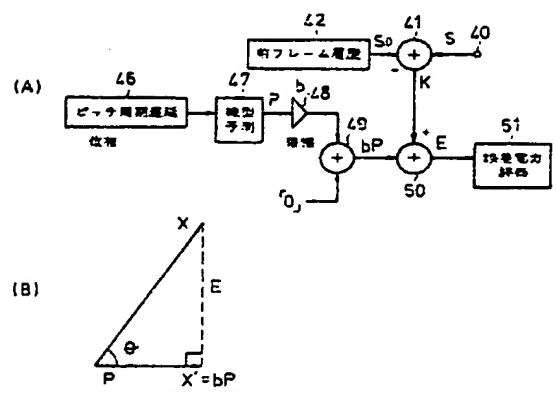 42
41
40
前フレーム
S₀
S
-
K
(A)
46
47
P
b
48
ピッチ周期遅延
線型
予測
位相
振幅
49
+
bP
+
E
50
51
誤差電力
評価
X
(B)
E
θ
P
X'=bP